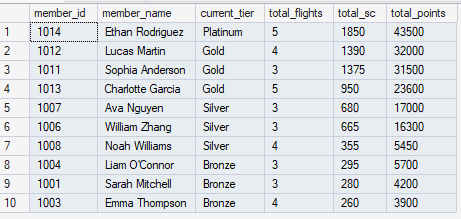 member_id member_name current_tier total_flights total_sc total_points
1 1014 Ethan Rodriguez Platinum 5 1850 43500
2 1012 Lucas Martin Gold 4 1390 32000
3 1011 Sophia Anderson Gold 3 1375 31500
4 1013 Charlotte Garcia Gold 5 950 23600
5 1007 Ava Nguyen Silver 3 680 17000
6 1006 William Zhang Silver 3 665 16300
7 1008 Noah Williams Silver 4 355 5450
8 1004 Liam O'Connor Bronze 3 295 5700
9 1001 Sarah Mitchell Bronze 3 280 4200
10 1003 Emma Thompson Bronze 4 260 3900